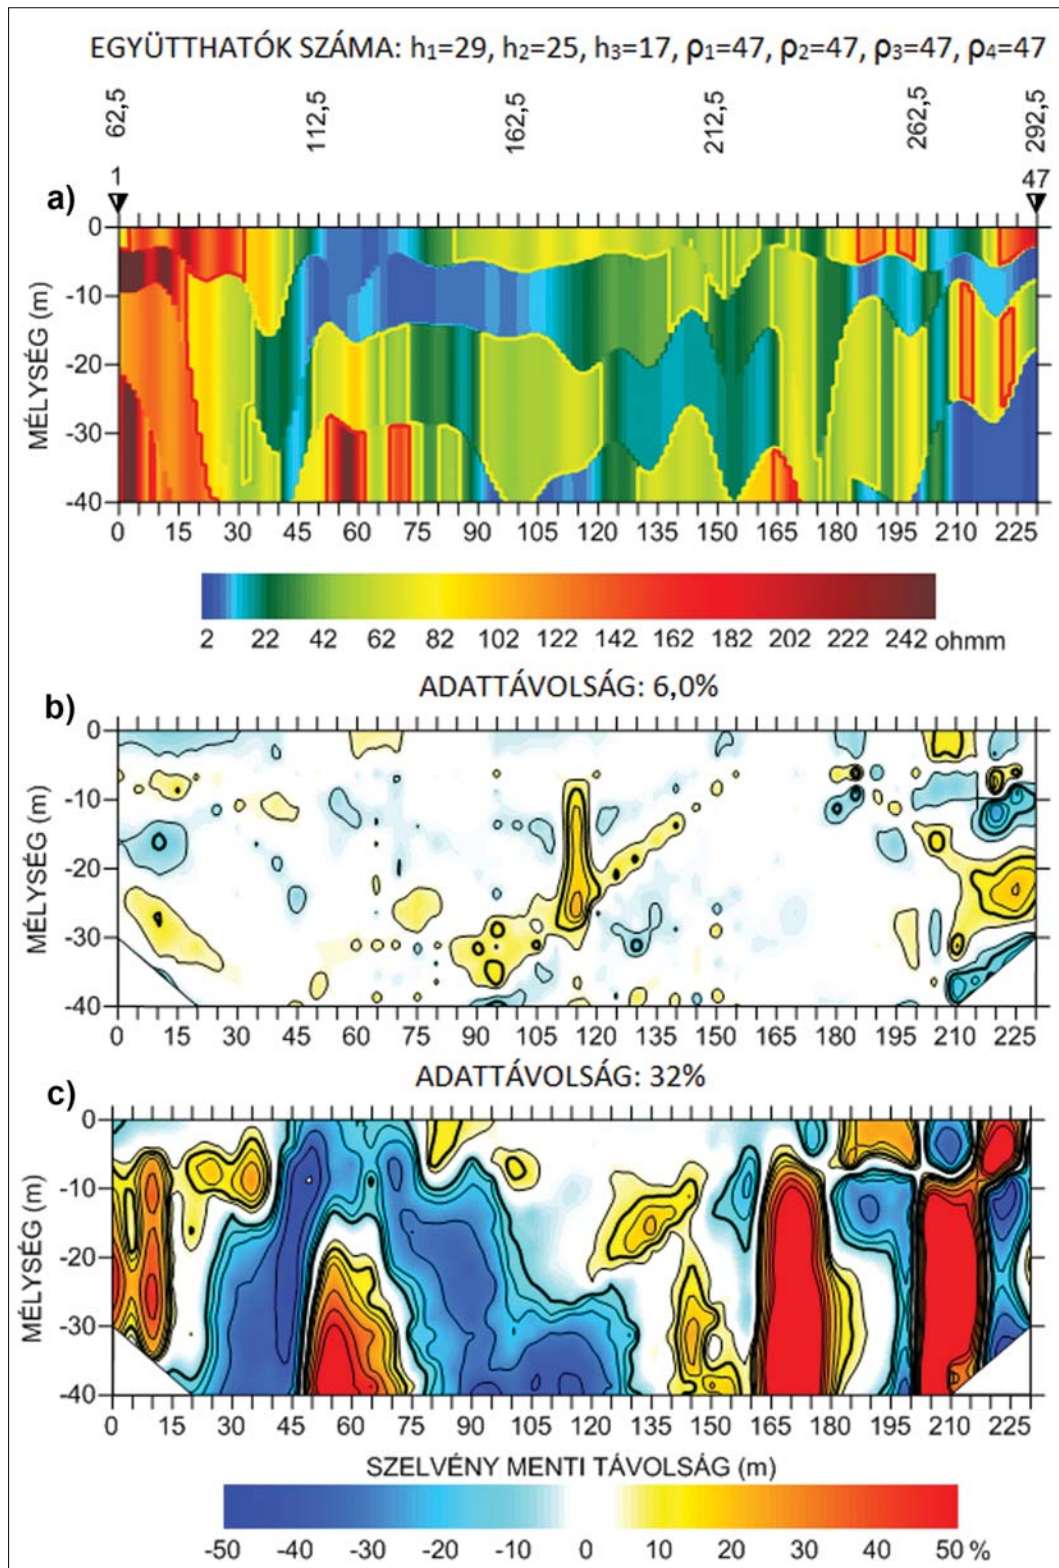 EGYÜTTHATÓK SZÁMA: h₁=29, h₂=25, h₃=17, ρ₁=47, ρ₂=47, ρ₃=47, ρ₄=47
62,5 112,5 162,5 212,5 262,5 292,5
1 47
a)
MÉLYSÉG (m)
0
-10
-20
-30
-40
0 15 30 45 60 75 90 105 120 135 150 165 180 195 210 225
2 22 42 62 82 102 122 142 162 182 202 222 242 ohmm
ADATTÁVOLSÁG: 6,0%
b)
MÉLYSÉG (m)
0
-10
-20
-30
-40
0 15 30 45 60 75 90 105 120 135 150 165 180 195 210 225
ADATTÁVOLSÁG: 32%
c)
MÉLYSÉG (m)
0
-10
-20
-30
-40
0 15 30 45 60 75 90 105 120 135 150 165 180 195 210 225
SZELVÉNY MENTI TÁVOLSÁG (m)
-50 -40 -30 -20 -10 0 10 20 30 40 50 %